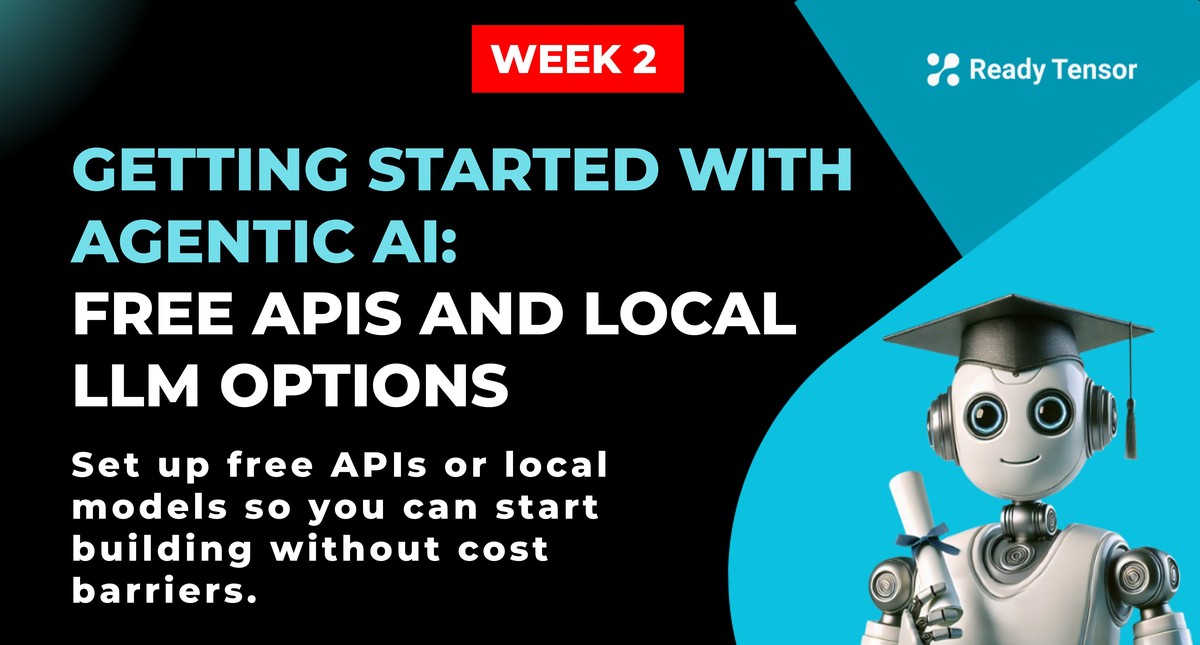 WEEK 2
Ready Tensor
GETTING STARTED WITH
AGENTIC AI:
FREE APIS AND LOCAL
LLM OPTIONS
Set up free APIs or local
models so you can start
building without cost
barriers.